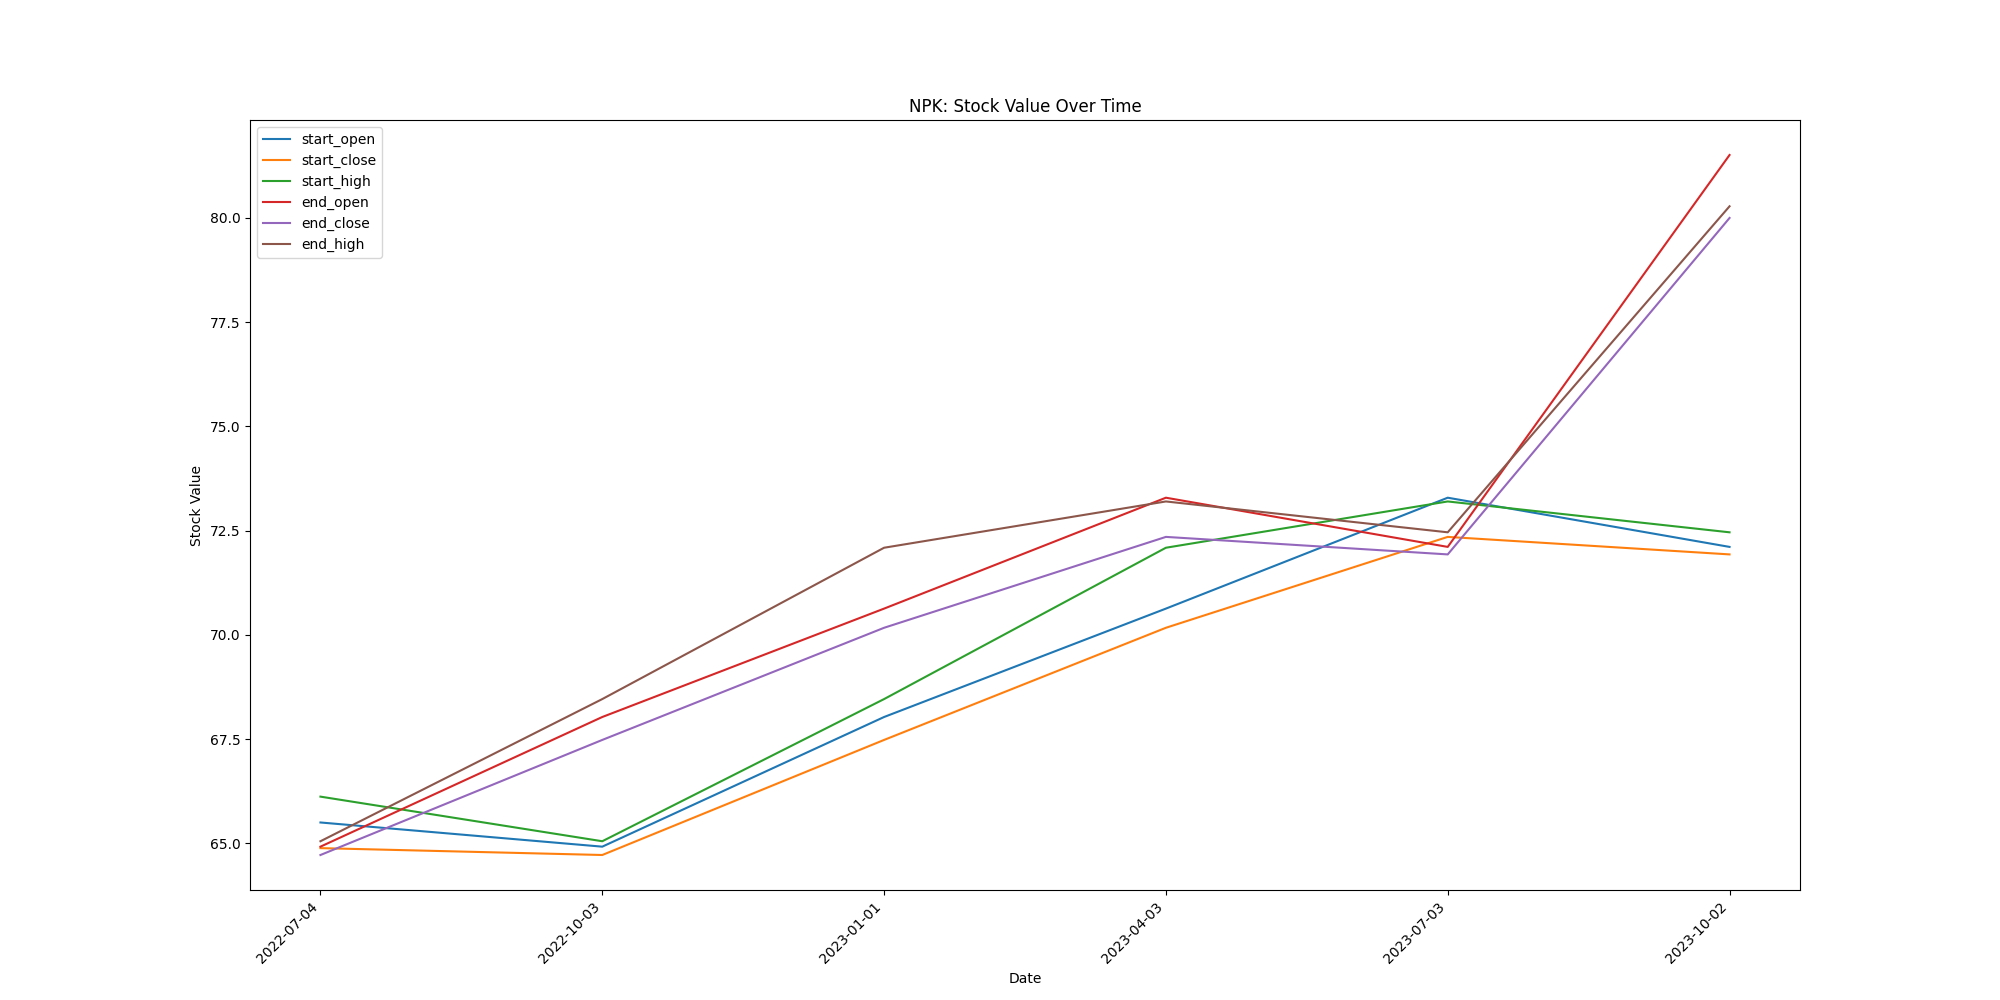 NPK: Stock Value Over Time
start_open
start_close
start_high
end_open
end_close
end_high
80.0
77.5
75.0
72.5
70.0
67.5
65.0
Stock Value
2022-07-04
2022-10-03
2023-01-01
2023-04-03
2023-07-03
2023-10-02
Date